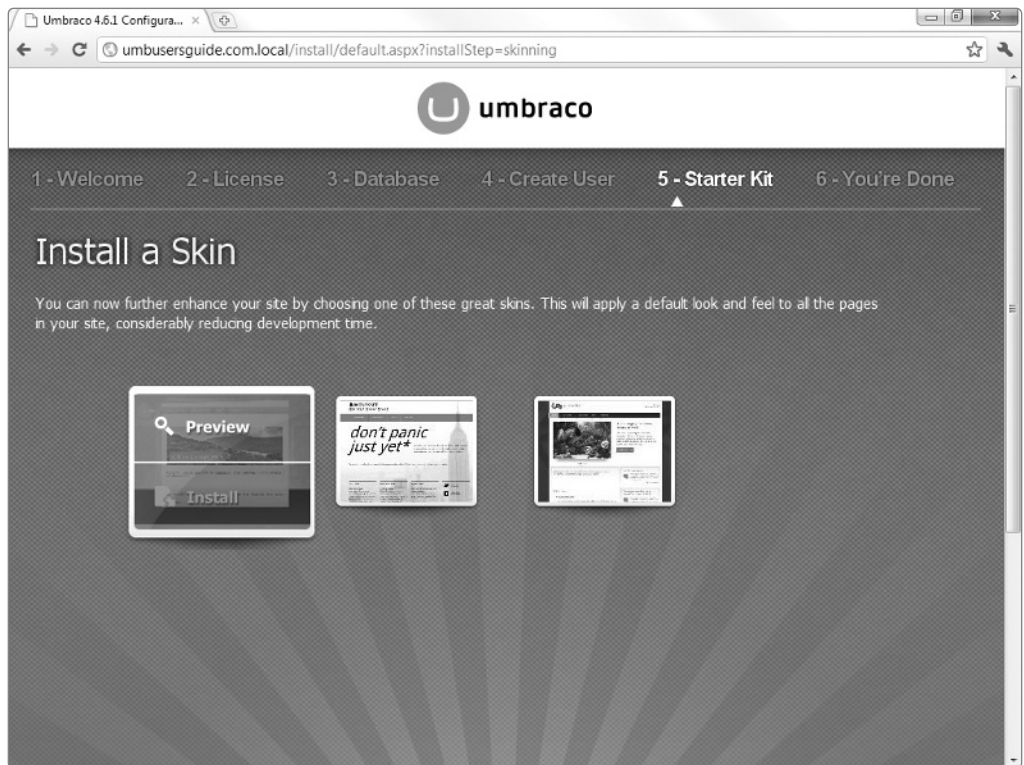 Umbraco 4.6.1 Configura...
umbusersguide.com.local/install/default.aspx?installStep=skinning
umbraco
1 - Welcome 2 - License 3 - Database 4 - Create User 5 - Starter Kit 6 - You're Done
Install a Skin
You can now further enhance your site by choosing one of these great skins. This will apply a default look and feel to all the pages
in your site, considerably reducing development time.
Preview
Install
don't panic
just yet*